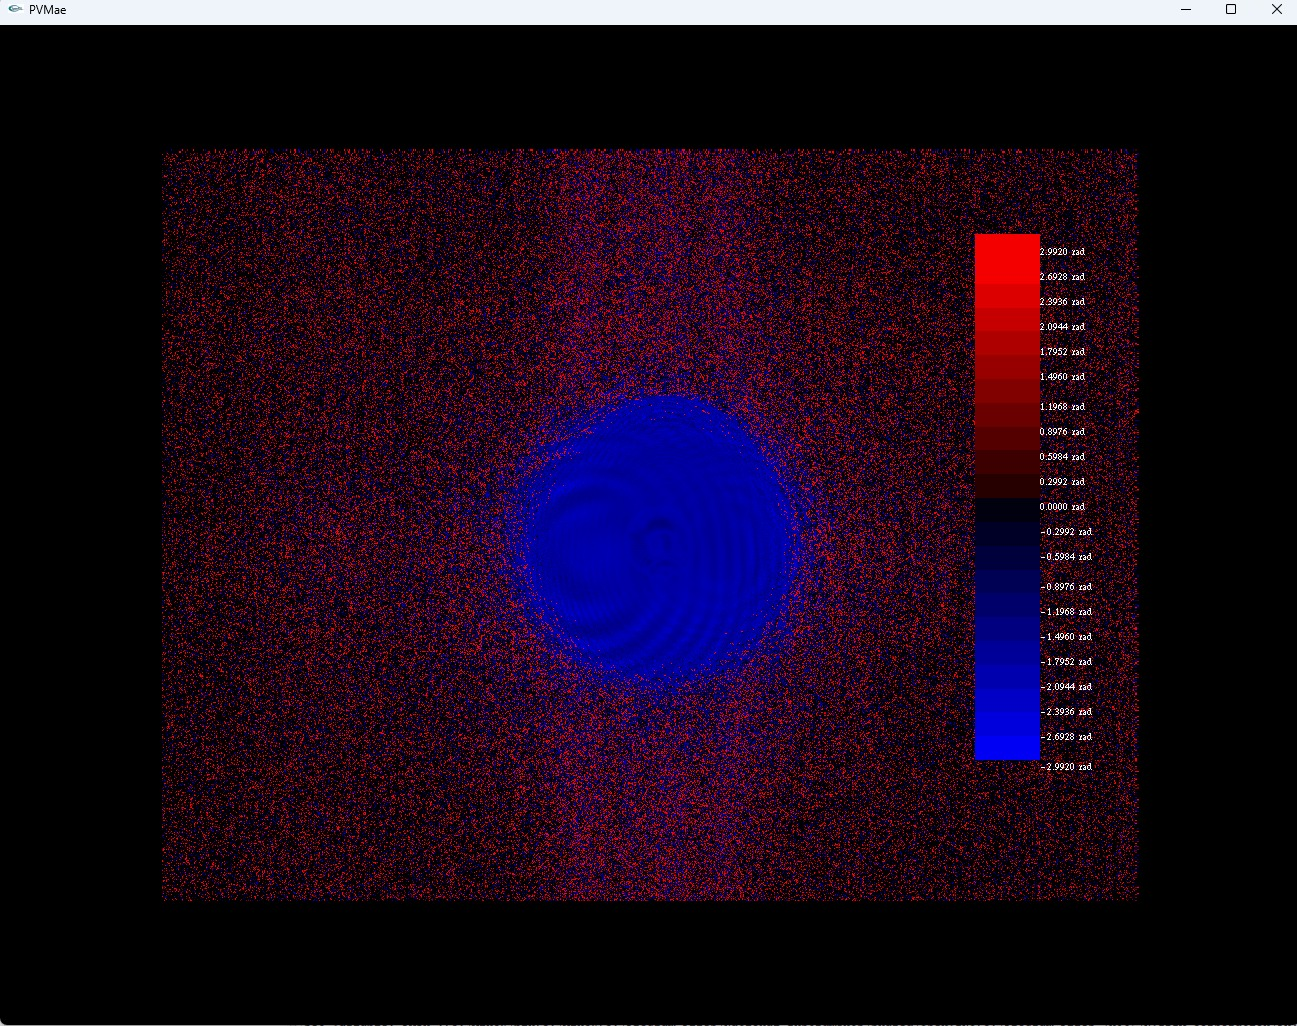 PVMae
2.9920 rad
2.6928 rad
2.3936 rad
2.0944 rad
1.7952 rad
1.4960 rad
1.1968 rad
0.8976 rad
0.5984 rad
0.2992 rad
0.0000 rad
-0.2992 rad
-0.5984 rad
-0.8976 rad
-1.1968 rad
-1.4960 rad
-1.7952 rad
-2.0944 rad
-2.3936 rad
-2.6928 rad
-2.9920 rad